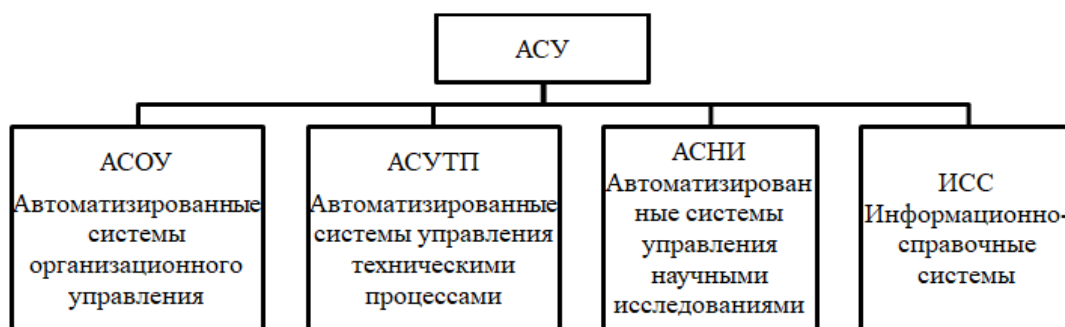 АСУ
АСОУ
Автоматизированные
системы
организационного
управления
АСУТП
Автоматизированные
системы управления
техническими
процессами
АСНИ
Автоматизирован
ные системы
управления
научными
исследованиями
ИСС
Информационно-
справочные
системы